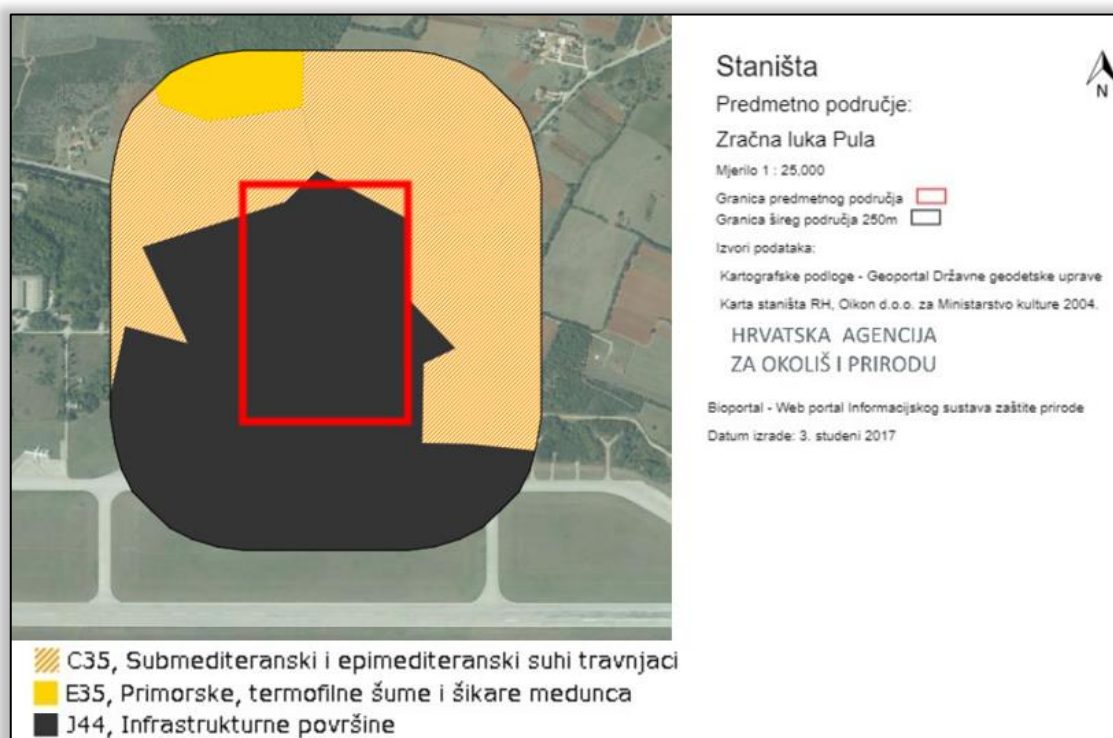 Staništa
N
Predmetno područje:
Zračna luka Pula
Mjerilo 1 : 25,000
Granica predmetnog područja
Granica šireg područja 250m
Izvori podataka:
Kartografske podloge - Geoportal Državne geodetske uprave
Karta staništa RH, Oikon d.o.o. za Ministarstvo kulture 2004.
HRVATSKA AGENCIJA
ZA OKOLIŠ I PRIRODU
Bioportal - Web portal Informacijskog sustava zaštite prirode
Datum izrade: 3. studeni 2017
C35, Submediteranski i epimediteranski suhi travnjaci
E35, Primorske, termofilne šume i šikare medunca
J44, Infrastrukturne površine